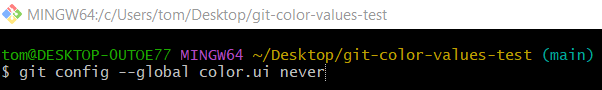 MINGW64:/c/Users/tom/Desktop/git-color-values-test
tom@DESKTOP-OUTOE77 MINGW64 ~/Desktop/git-color-values-test (main)
$ git config --global color.ui never